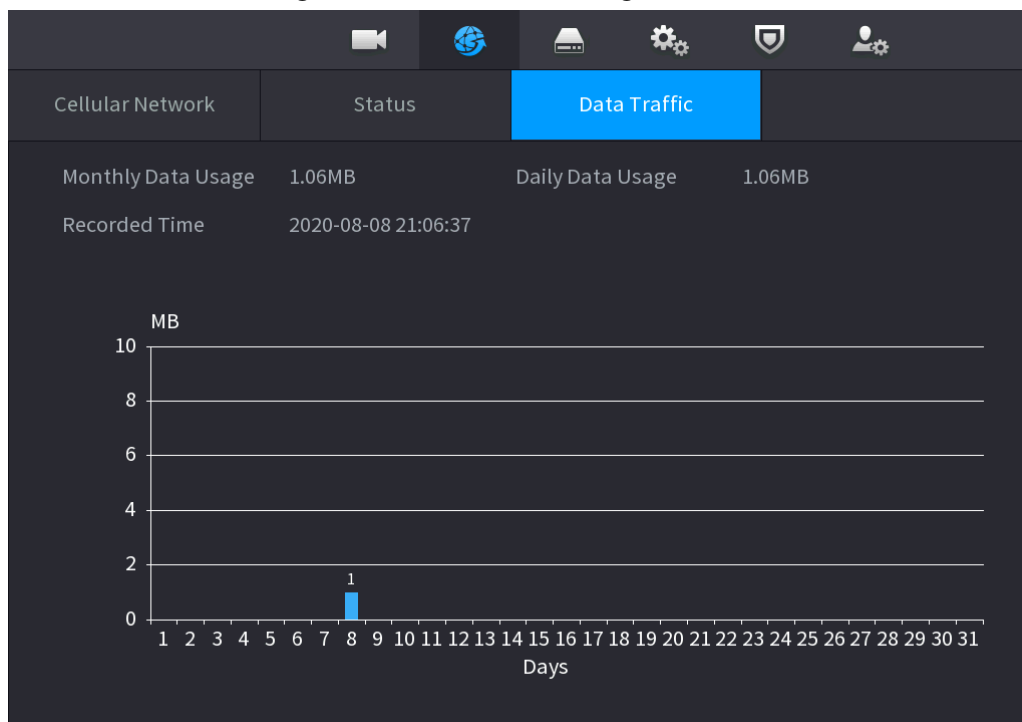 Cellular Network Status Data Traffic
Monthly Data Usage 1.06MB Daily Data Usage 1.06MB
Recorded Time 2020-08-08 21:06:37
MB
10
8
6
4
2
1
0
1 2 3 4 5 6 7 8 9 10 11 12 13 14 15 16 17 18 19 20 21 22 23 24 25 26 27 28 29 30 31
Days